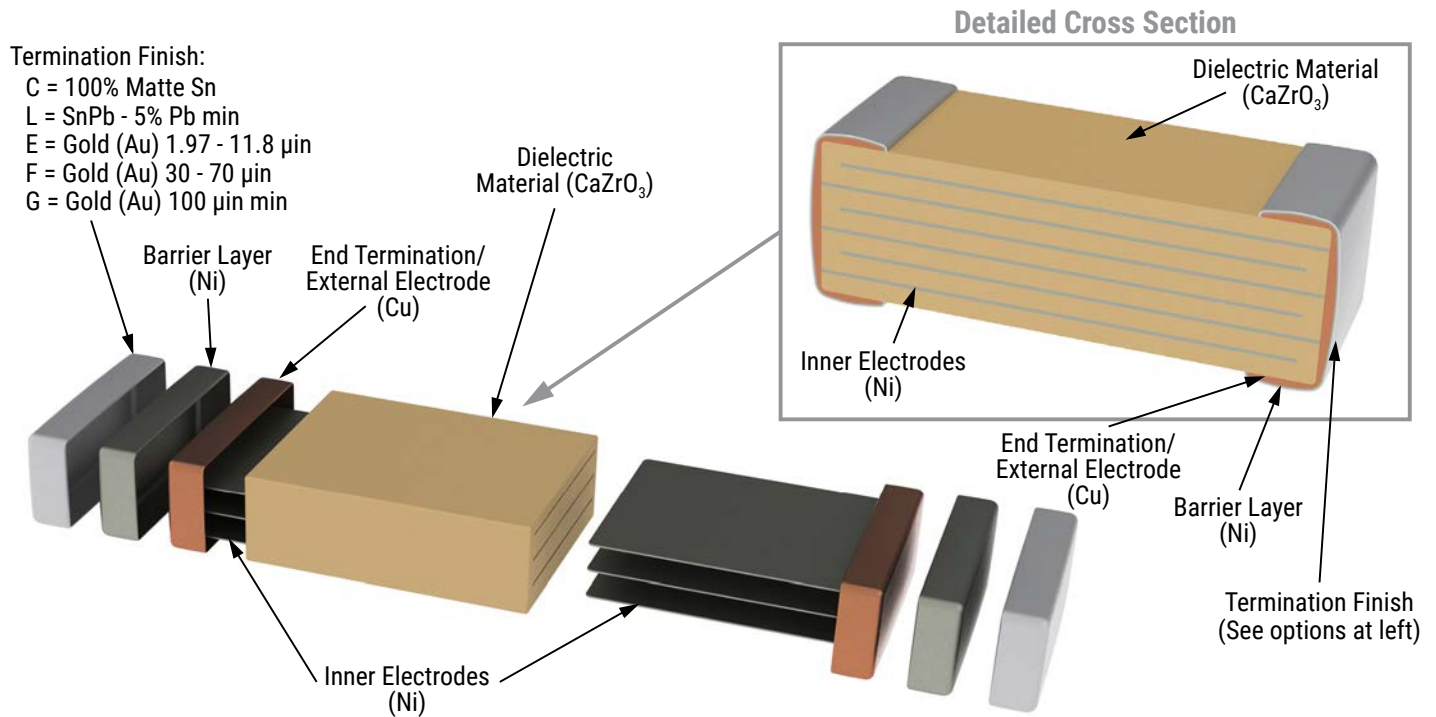 Detailed Cross Section
Termination Finish:
C = 100% Matte Sn
L = SnPb - 5% Pb min
E = Gold (Au) 1.97 - 11.8 µin
F = Gold (Au) 30 - 70 µin
G = Gold (Au) 100 µin min
Barrier Layer
(Ni)
End Termination/
External Electrode
(Cu)
Dielectric
Material (CaZrO₃)
Inner Electrodes
(Ni)
Dielectric Material
(CaZrO₃)
Inner Electrodes
(Ni)
End Termination/
External Electrode
(Cu)
Barrier Layer
(Ni)
Termination Finish
(See options at left)